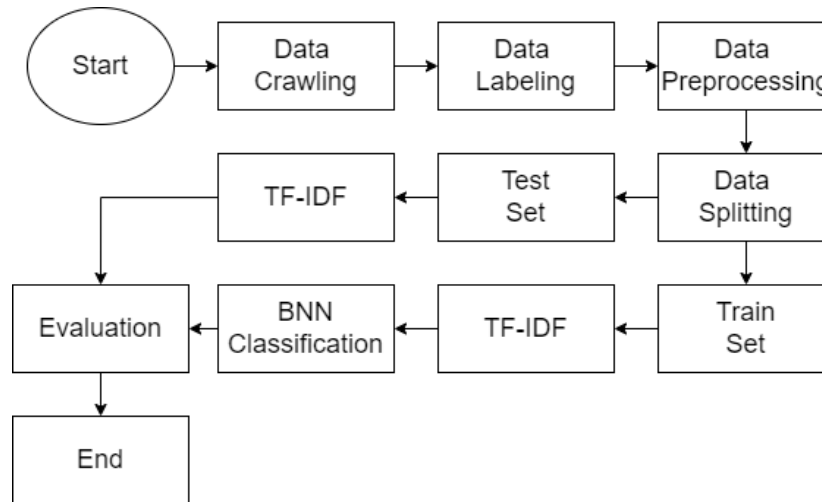 Start
Data
Crawling
Data
Labeling
Data
Preprocessing
TF-IDF
Test
Set
Data
Splitting
Evaluation
BNN
Classification
TF-IDF
Train
Set
End